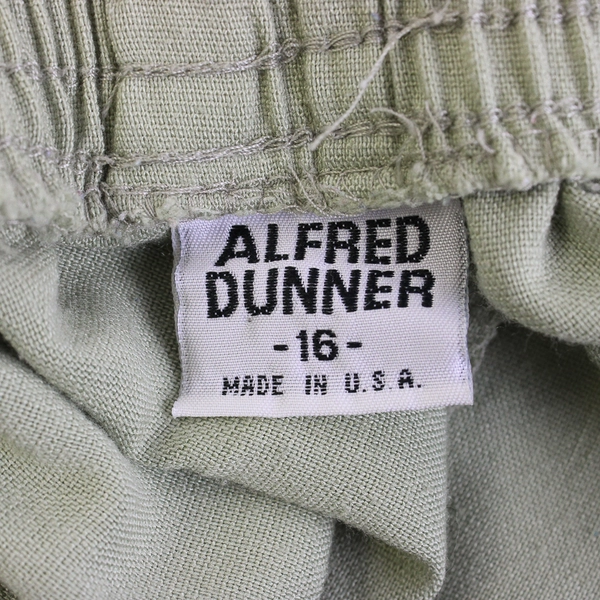 ALFRED
DUNNER
-16-
MADE IN U.S.A.